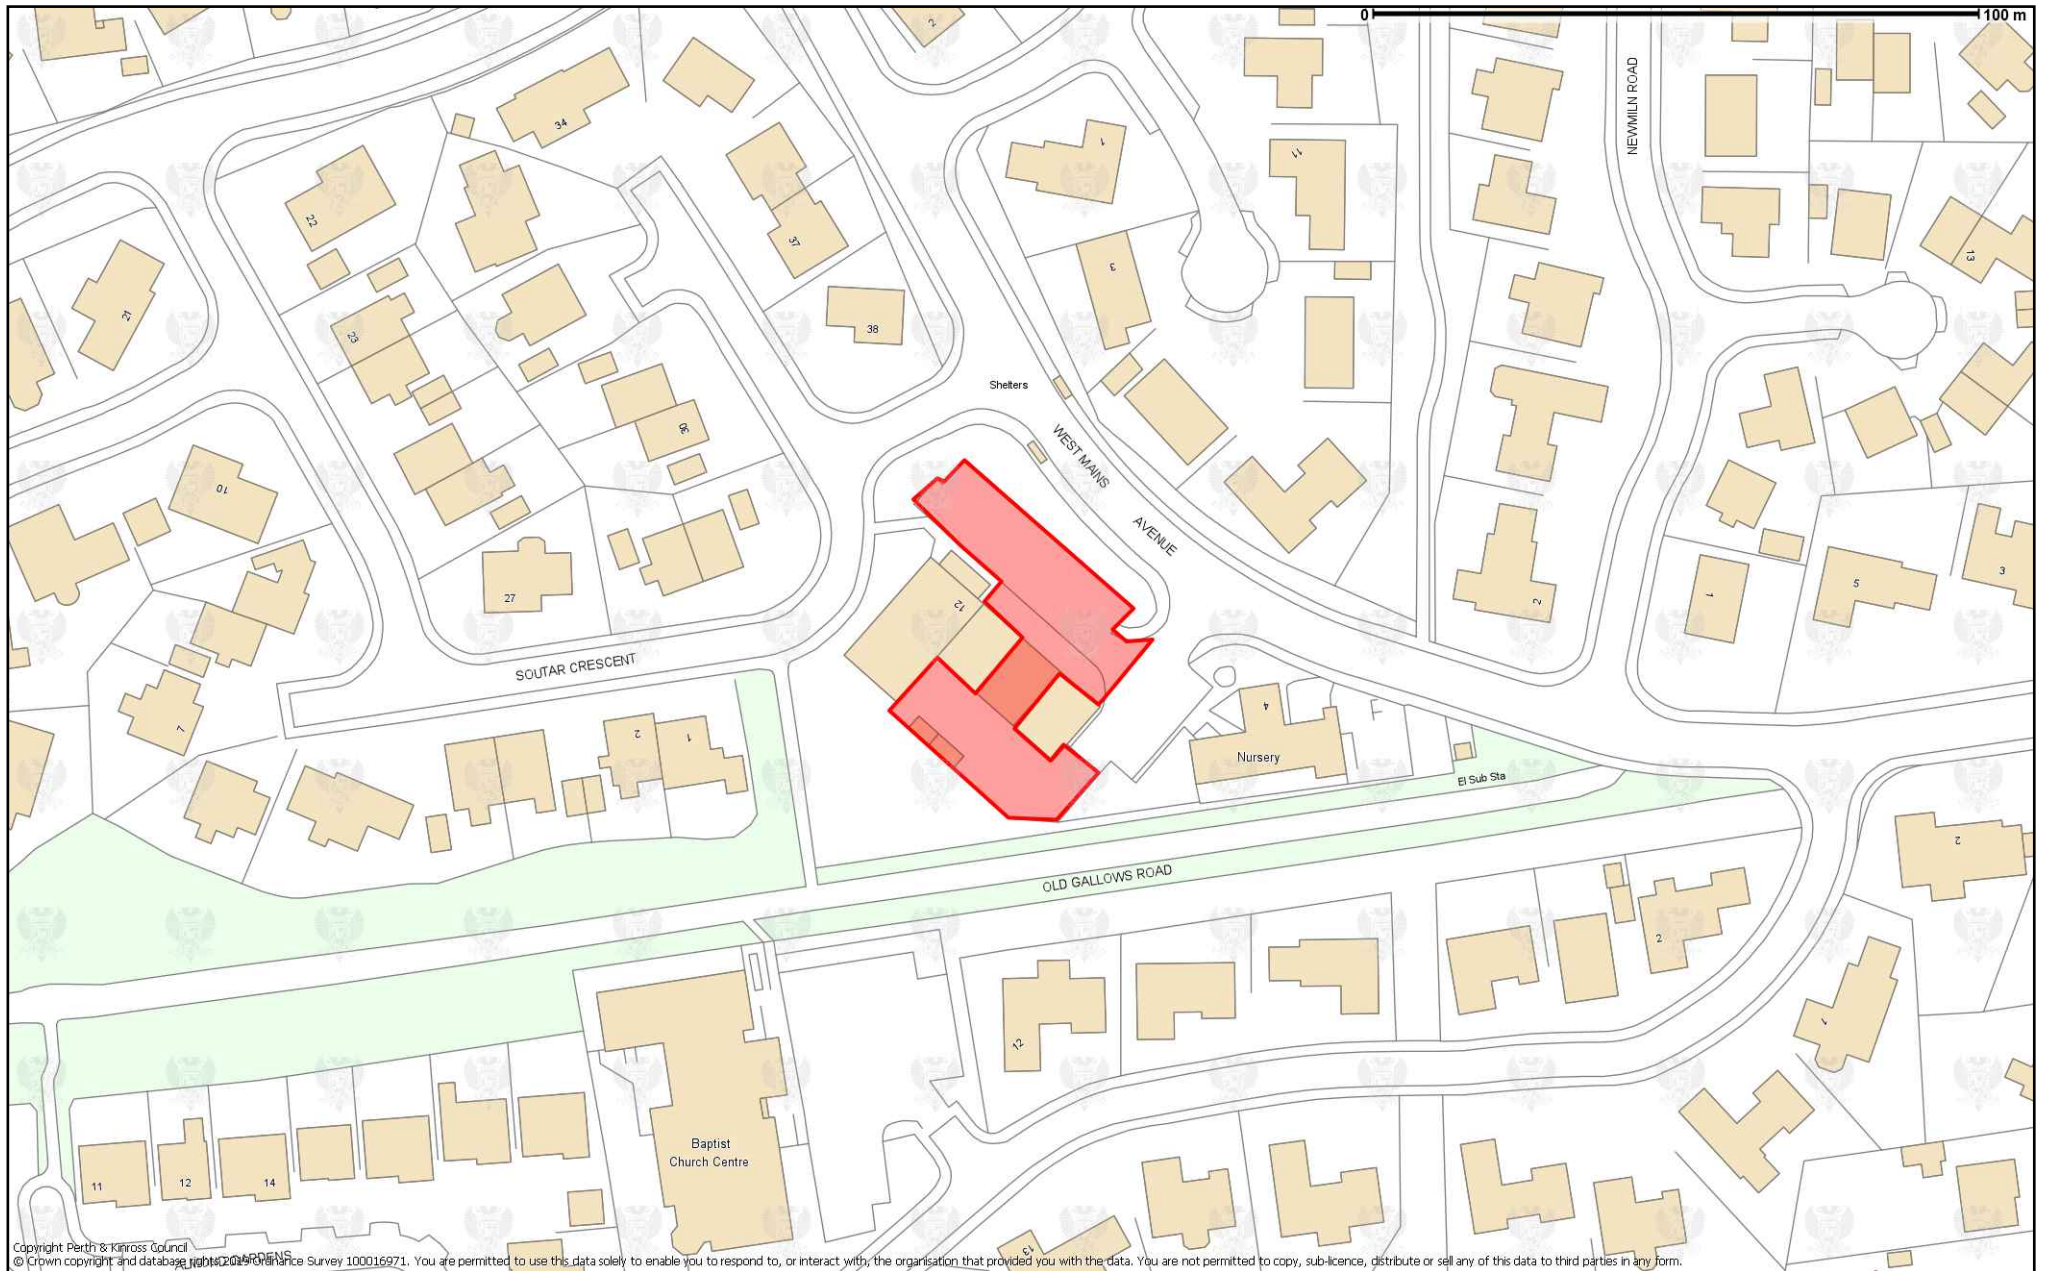 0 100 m
2
NEWMILN ROAD
34
1
11
22
37
3
13
21
23
38
Shelters
WEST MAINS
30
10
AVENUE
5
3
27
12
2
1
SOUTAR CRESCENT
7
2
1
4
Nursery
El Sub Sta
2
OLD GALLOWS ROAD
2
12
1
Baptist
Church Centre
11
12
14
13
Copyright Perth & Kinross Council
GARDENS
© Crown copyright and database rights 2019 Ordnance Survey 100016971. You are permitted to use this data solely to enable you to respond to, or interact with, the organisation that provided you with the data. You are not permitted to copy, sub-licence, distribute or sell any of this data to third parties in any form.